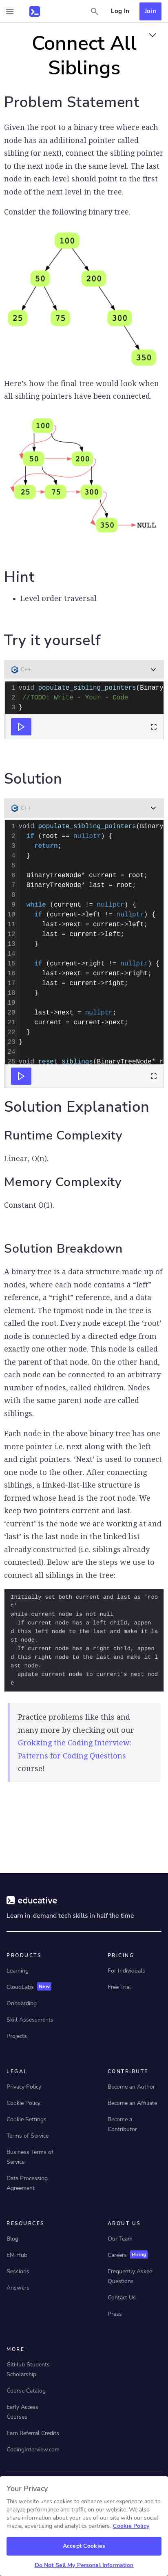 Log In
Join
Connect All
Siblings
Problem Statement
Given the root to a binary tree where each
node has an additional pointer called
sibling (or next), connect the sibling pointer
to the next node in the same level. The last
node in each level should point to the first
node of the next level in the tree.
Consider the following binary tree.
100
50
200
25
75
300
350
Here’s how the final tree would look when
all sibling pointers have been connected.
100
50
200
25
75
300
350
NULL
Hint
• Level order traversal
Try it yourself
C++
1 void populate_sibling_pointers(Binary
2 //TODO: Write - Your - Code
3 }
Solution
C++
1 void populate_sibling_pointers(Binary
2 if (root == nullptr) {
3 return;
4 }
5
6 BinaryTreeNode* current = root;
7 BinaryTreeNode* last = root;
8
9 while (current != nullptr) {
10 if (current->left != nullptr) {
11 last->next = current->left;
12 last = current->left;
13 }
14
15 if (current->right != nullptr) {
16 last->next = current->right;
17 last = current->right;
18 }
19
20 last->next = nullptr;
21 current = current->next;
22 }
23 }
24
25 void reset_siblings(BinaryTreeNode* r
Solution Explanation
Runtime Complexity
Linear, O(n).
Memory Complexity
Constant O(1).
Solution Breakdown
A binary tree is a data structure made up of
nodes, where each node contains a “left”
reference, a “right” reference, and a data
element. The topmost node in the tree is
called the root. Every node except the ‘root’
node is connected by a directed edge from
exactly one other node. This node is called
the parent of that node. On the other hand,
each node can be connected to an arbitrary
number of nodes, called children. Nodes
with the same parent node are called
siblings.
Each node in the above binary tree has one
more pointer i.e. next along with the left
and right pointers. ‘Next’ is used to connect
one node to the other. After connecting
siblings, a linked-list-like structure is
formed whose root is the root of the tree.
We keep two pointers current and last.
‘current’ is the node we are working at and
‘last’ is the last node in the linked list
already constructed (i.e. siblings already
connected). Below are the steps we use to
connect all siblings in the tree:
Initially set both current and last as 'roo
t'
while current node is not null
If current node has a left child, appen
d this left node to the last and make it la
st node.
If current node has a right child, appen
d this right node to the last and make it l
ast node.
update current node to current's next nod
e
Practice problems like this and
many more by checking out our
Grokking the Coding Interview:
Patterns for Coding Questions
course!
educative
Learn in-demand tech skills in half the time
PRODUCTS
Learning
CloudLabs New
Onboarding
Skill Assessments
Projects
PRICING
For Individuals
Free Trial
LEGAL
Privacy Policy
Cookie Policy
Cookie Settings
Terms of Service
Business Terms of
Service
Data Processing
Agreement
CONTRIBUTE
Become an Author
Become an Affiliate
Become a
Contributor
RESOURCES
Blog
EM Hub
Sessions
Answers
ABOUT US
Our Team
Careers Hiring
Frequently Asked
Questions
Contact Us
Press
MORE
GitHub Students
Scholarship
Course Catalog
Early Access
Courses
Earn Referral Credits
CodingInterview.com
Your Privacy
This website uses cookies to enhance user experience and to
analyze performance and traffic on our website. We also
share information about your use of our site with our social
media, advertising and analytics partners. Cookie Policy
Accept Cookies
Do Not Sell My Personal Information